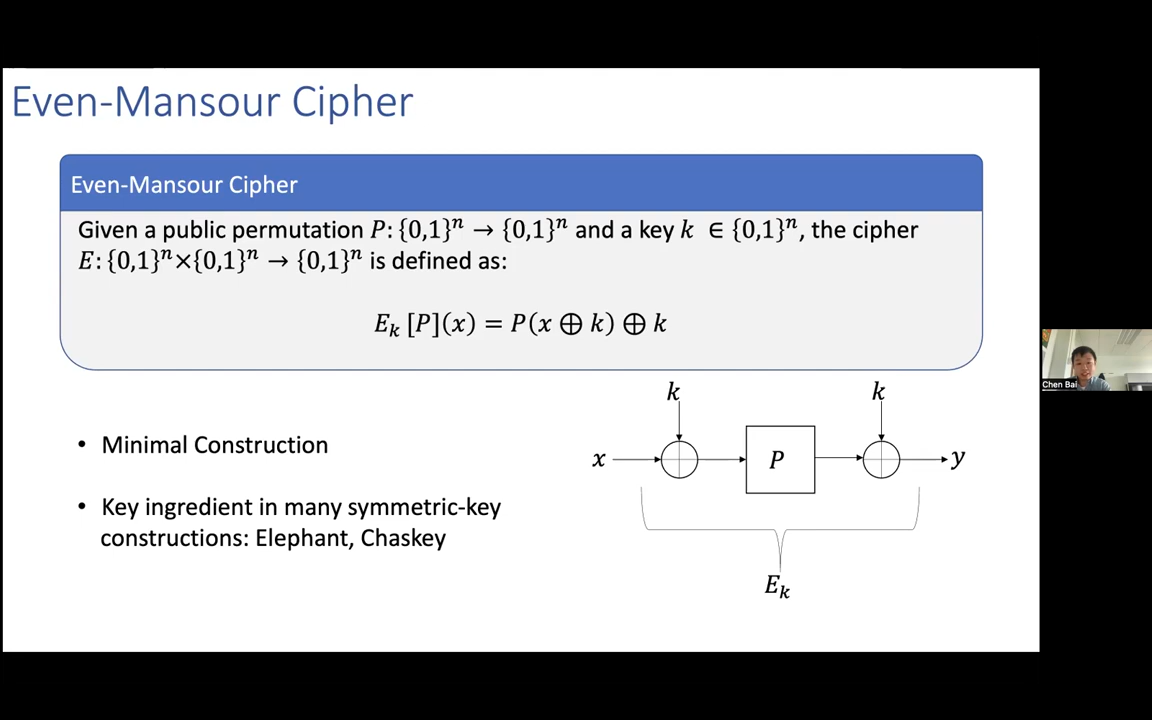 Even-Mansour Cipher
Even-Mansour Cipher
Given a public permutation P: {0,1}ⁿ → {0,1}ⁿ and a key k ∈ {0,1}ⁿ, the cipher
E: {0,1}ⁿ×{0,1}ⁿ → {0,1}ⁿ is defined as:
Eₖ [P](x) = P(x ⊕ k) ⊕ k
k k
• Minimal Construction
x P y
• Key ingredient in many symmetric-key
constructions: Elephant, Chaskey
Eₖ
Chen Bai